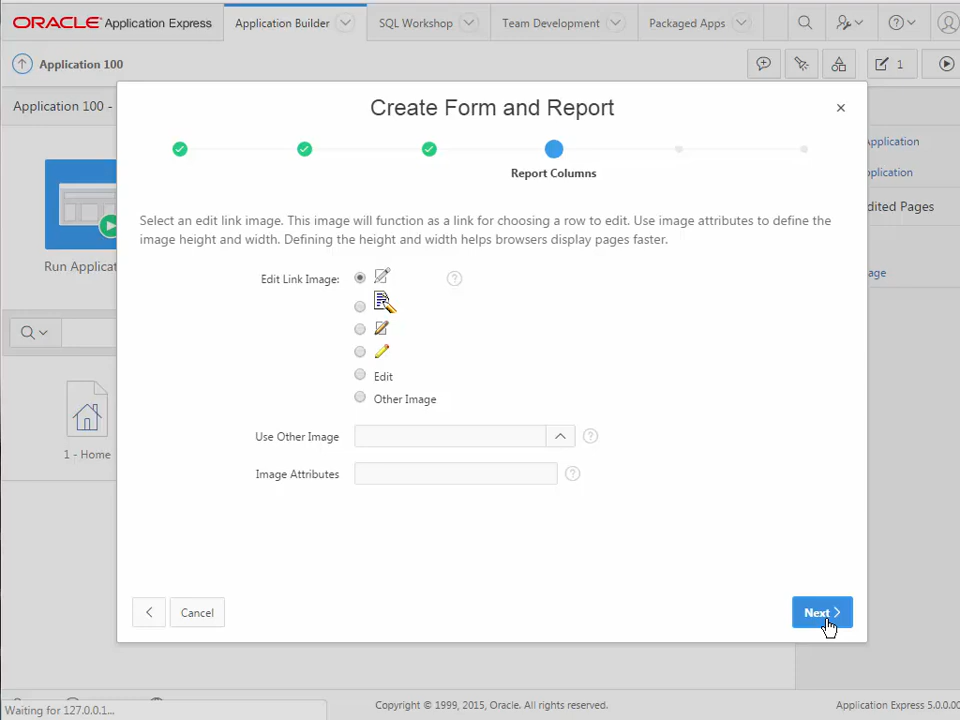 ORACLE Application Express
Application Builder
SQL Workshop
Team Development
Packaged Apps
Application 100
1
Application 100 -
Create Form and Report
Report Columns
pplication
plication
dited Pages
age
Select an edit link image. This image will function as a link for choosing a row to edit. Use image attributes to define the
image height and width. Defining the height and width helps browsers display pages faster.
Run Applicat
Edit Link Image:
?
Edit
Other Image
Use Other Image
?
Image Attributes
?
1 - Home
Cancel
Next
Copyright © 1999, 2015, Oracle. All rights reserved.
Application Express 5.0.0.00
Waiting for 127.0.0.1...